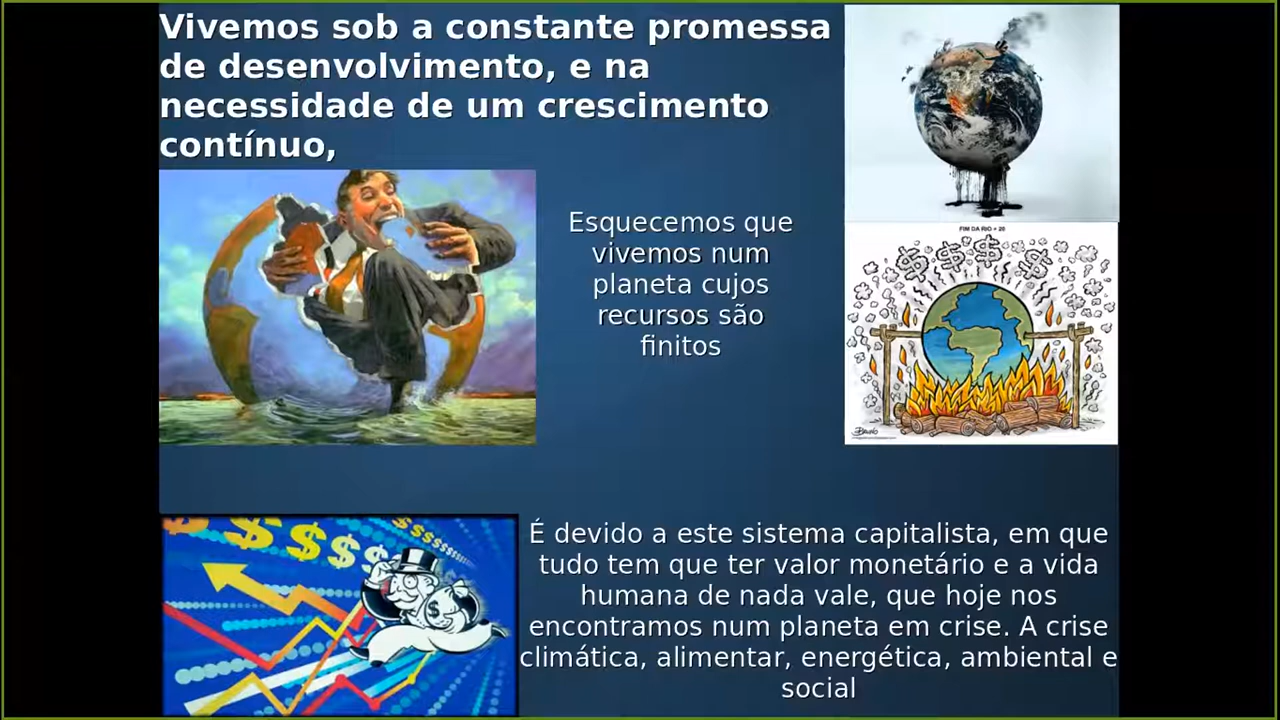 Vivemos sob a constante promessa
de desenvolvimento, e na
necessidade de um crescimento
contínuo,
Esquecemos que
vivemos num
planeta cujos
recursos são
finitos
FIM DA RIO + 20
$ $ $ $
$ $ $ $ $ $ $ $ $ $ $
É devido a este sistema capitalista, em que
tudo tem que ter valor monetário e a vida
humana de nada vale, que hoje nos
encontramos num planeta em crise. A crise
climática, alimentar, energética, ambiental e
social